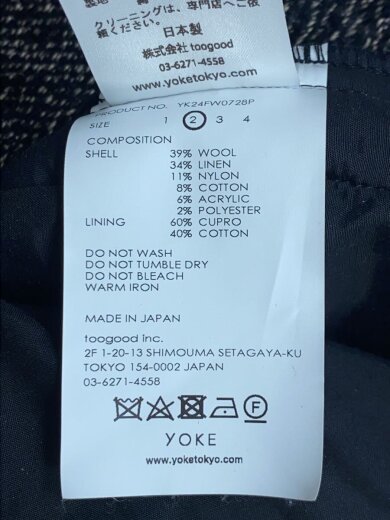 クリーニングは、専門店へご相
談ください。
日本製
株式会社 toogood
03-6271-4558
www.yoketokyo.com
PRODUCT NO. YK24FW0728P
SIZE 1 2 3 4
COMPOSITION
SHELL 39% WOOL
34% LINEN
11% NYLON
8% COTTON
6% ACRYLIC
2% POLYESTER
LINING 60% CUPRO
40% COTTON
DO NOT WASH
DO NOT TUMBLE DRY
DO NOT BLEACH
WARM IRON
MADE IN JAPAN
toogood inc.
2F 1-20-13 SHIMOUMA SETAGAYA-KU
TOKYO 154-0002 JAPAN
03-6271-4558
F
YOKE
www.yoketokyo.com